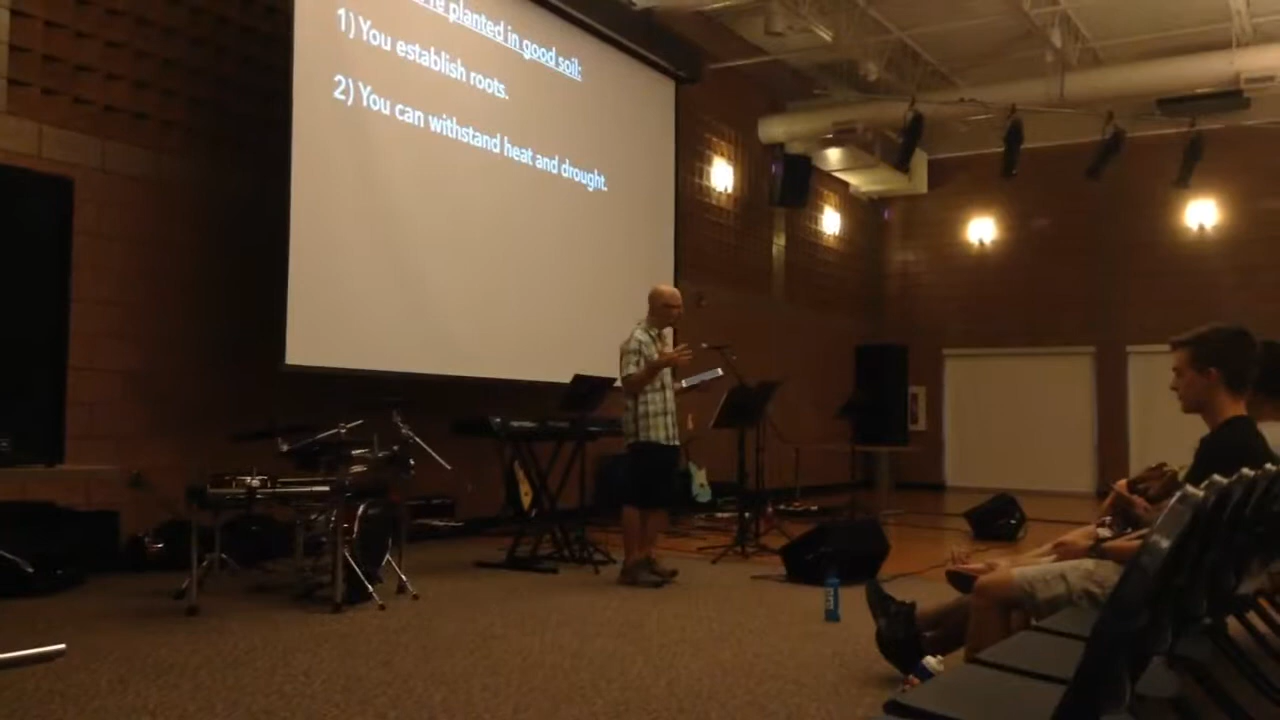 planted in good soil:
1) You establish roots.
2) You can withstand heat and drought.